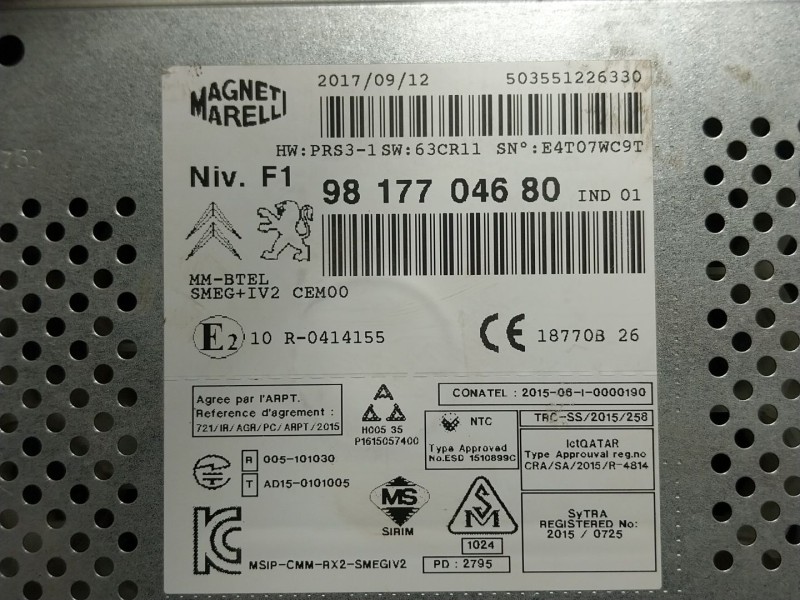 MAGNETI MARELLI
2017/09/12 503551226330
HW:PRS3-1 SW:63CR11 SN°:E4T07WC9T
Niv. F1 98 177 046 80 IND 01
MM-BTEL
SMEG+IV2 CEM00
E2 10 R-0414155 CE 18770B 26
Agree par l'ARPT.
Reference d'agrement :
721/IR/AGR/PC/ARPT/2015
A
H005 35
P1615057400
CONATEL : 2015-06-I-0000190
NTC
Type Approved
No.ESD 1510899C
TRC-SS/2015/258
IctQATAR
Type Approuval reg.no
CRA/SA/2015/R-4814
R 005-101030
T AD15-0101005
MS
SIRIM
SM
1024
PD : 2795
SyTRA
REGISTERED No:
2015 / 0725
KC
MSIP-CMM-RX2-SMEGIV2